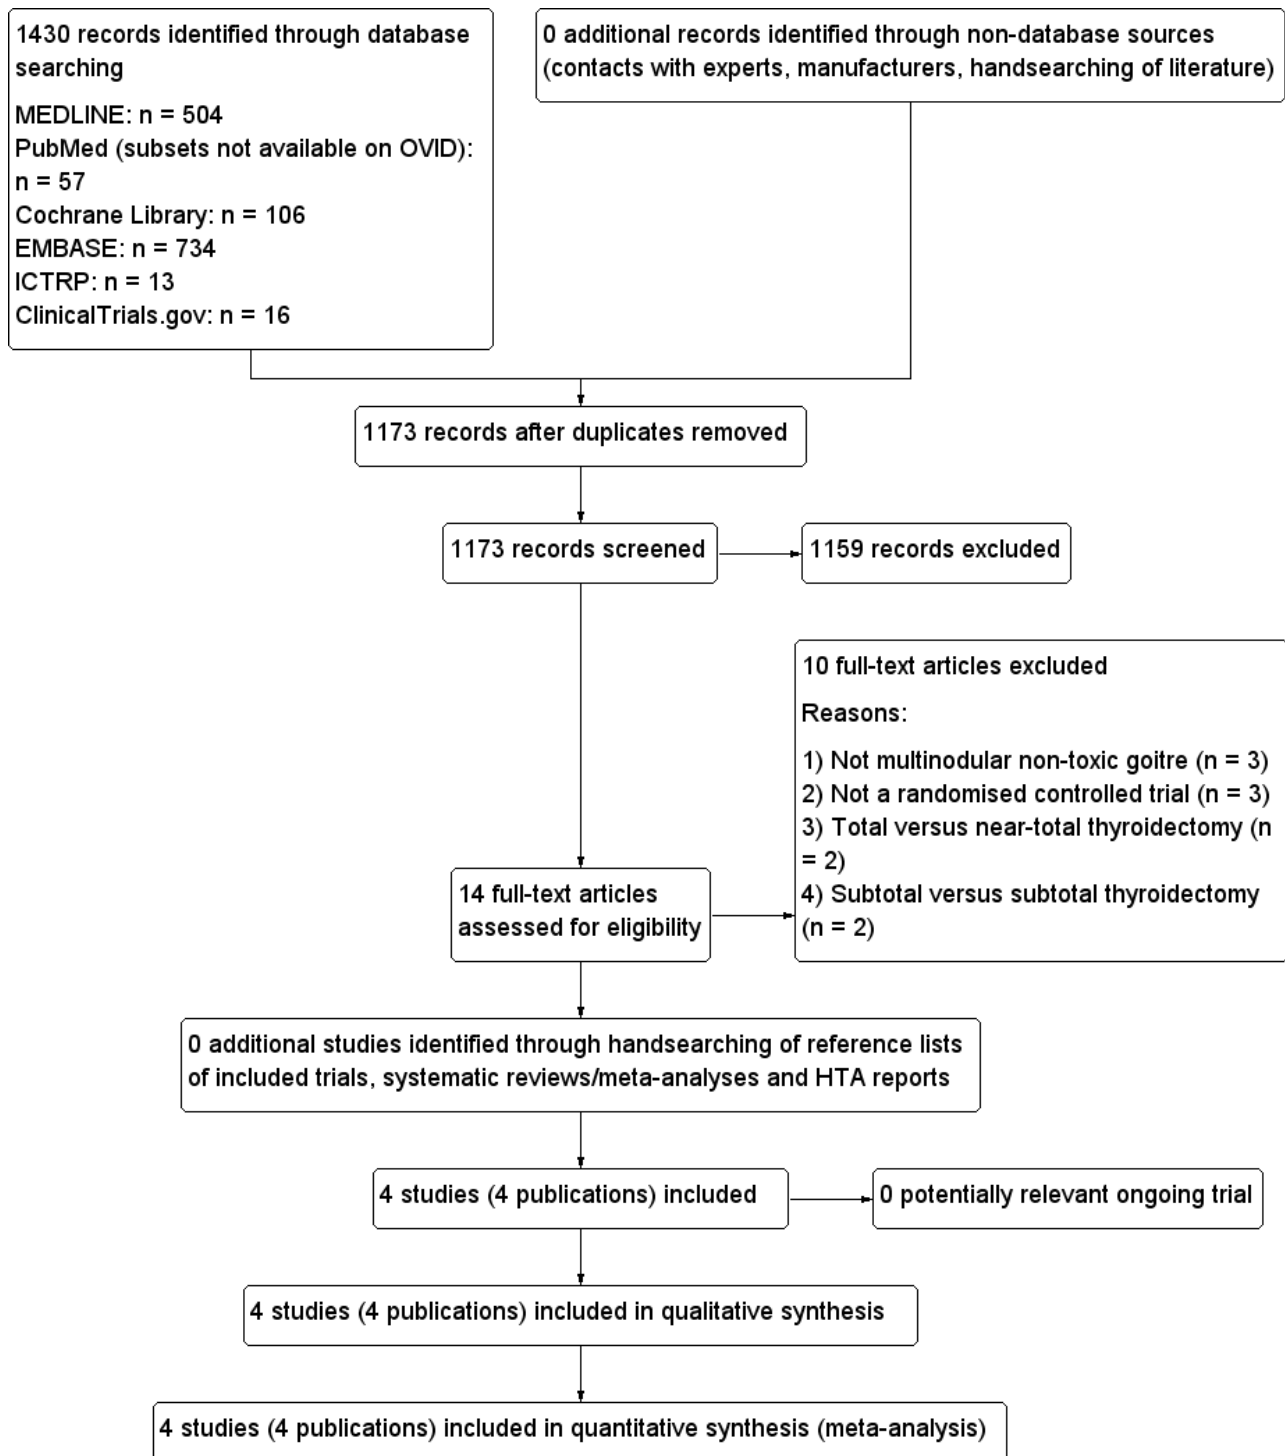 1430 records identified through database
searching
MEDLINE: n = 504
PubMed (subsets not available on OVID):
n = 57
Cochrane Library: n = 106
EMBASE: n = 734
ICTRP: n = 13
ClinicalTrials.gov: n = 16
0 additional records identified through non-database sources
(contacts with experts, manufacturers, handsearching of literature)
1173 records after duplicates removed
1173 records screened
1159 records excluded
14 full-text articles
assessed for eligibility
10 full-text articles excluded
Reasons:
1) Not multinodular non-toxic goitre (n = 3)
2) Not a randomised controlled trial (n = 3)
3) Total versus near-total thyroidectomy (n
= 2)
4) Subtotal versus subtotal thyroidectomy
(n = 2)
0 additional studies identified through handsearching of reference lists
of included trials, systematic reviews/meta-analyses and HTA reports
4 studies (4 publications) included
0 potentially relevant ongoing trial
4 studies (4 publications) included in qualitative synthesis
4 studies (4 publications) included in quantitative synthesis (meta-analysis)